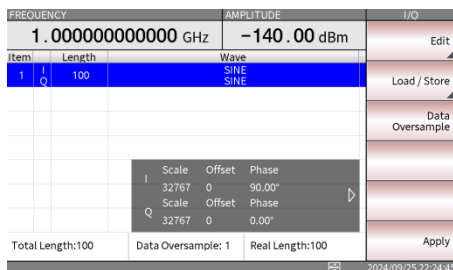 FREQUENCY AMPLITUDE I/Q
1.000000000000 GHz -140.00 dBm
Edit
Item Length Wave
1 I Q 100 SINE SINE
Load / Store
Data Oversample
I Scale Offset Phase
32767 0 90.00°
Q Scale Offset Phase
32767 0 0.00°
Total Length:100 Data Oversample: 1 Real Length:100
Apply
2024/09/25 22:24:45